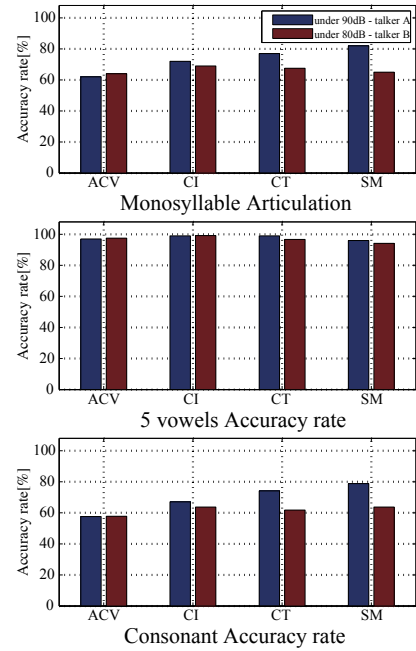 100
80
60
40
20
0
Accuracy rate[%]
under 90dB - talker A
under 80dB - talker B
ACV CI CT SM
Monosyllable Articulation
100
80
60
40
20
0
Accuracy rate[%]
ACV CI CT SM
5 vowels Accuracy rate
100
80
60
40
20
0
Accuracy rate[%]
ACV CI CT SM
Consonant Accuracy rate